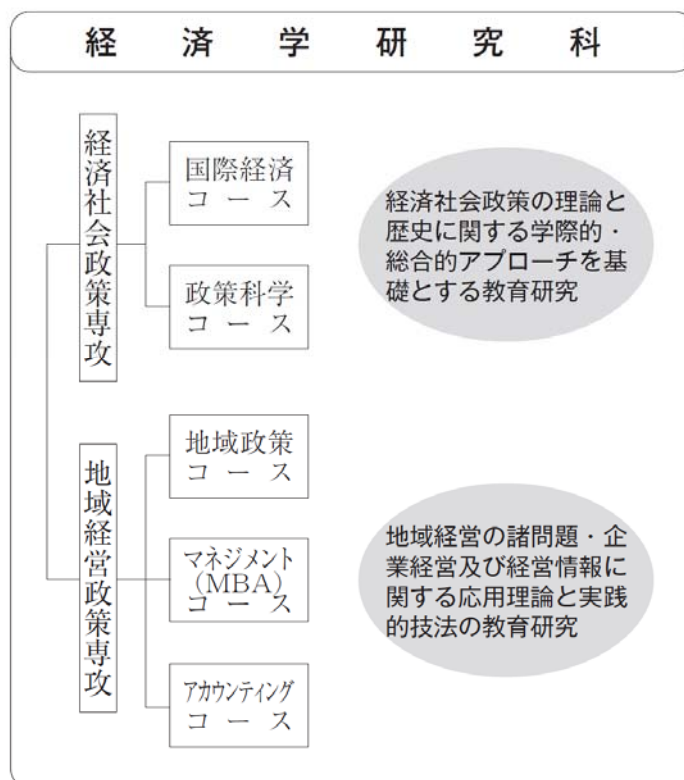 経済学研究科
経済社会政策専攻
国際経済
コース
政策科学
コース
経済社会政策の理論と
歴史に関する学際的・
総合的アプローチを基
礎とする教育研究
地域経営政策専攻
地域政策
コース
マネジメント
(MBA)
コース
アカウンティング
コース
地域経営の諸問題・企
業経営及び経営情報に
関する応用理論と実践
的技法の教育研究